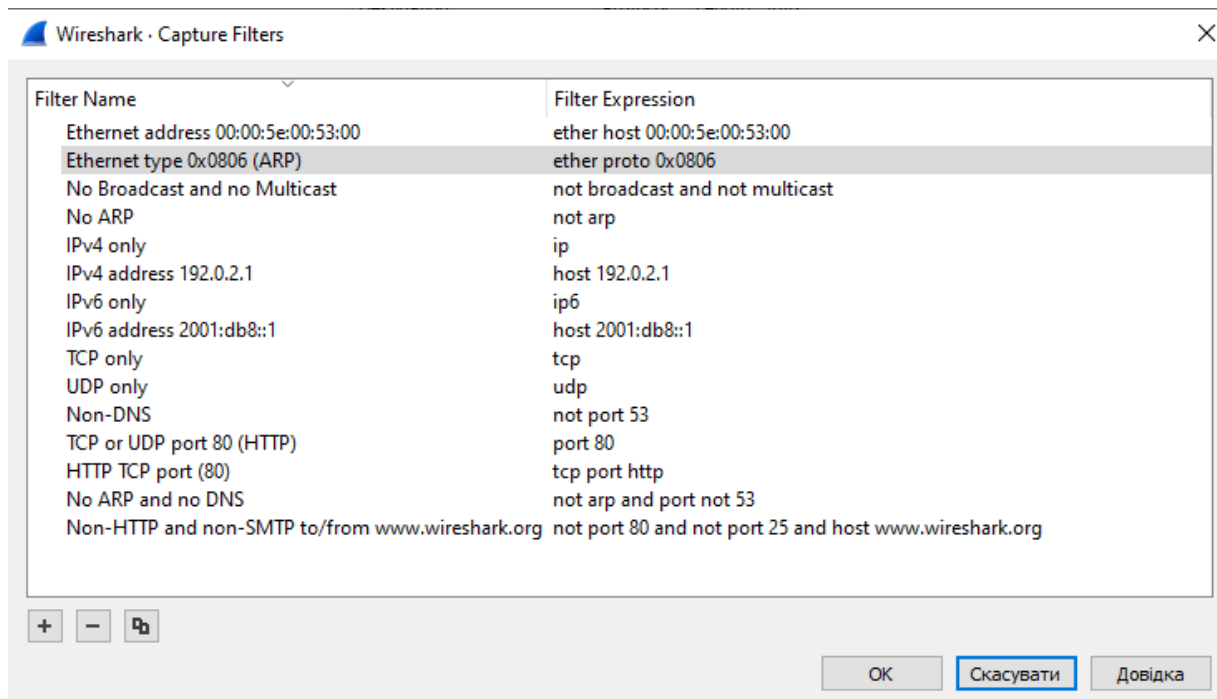 Wireshark · Capture Filters
Filter Name Filter Expression
Ethernet address 00:00:5e:00:53:00 ether host 00:00:5e:00:53:00
Ethernet type 0x0806 (ARP) ether proto 0x0806
No Broadcast and no Multicast not broadcast and not multicast
No ARP not arp
IPv4 only ip
IPv4 address 192.0.2.1 host 192.0.2.1
IPv6 only ip6
IPv6 address 2001:db8::1 host 2001:db8::1
TCP only tcp
UDP only udp
Non-DNS not port 53
TCP or UDP port 80 (HTTP) port 80
HTTP TCP port (80) tcp port http
No ARP and no DNS not arp and port not 53
Non-HTTP and non-SMTP to/from www.wireshark.org not port 80 and not port 25 and host www.wireshark.org
OK Скасувати Довідка